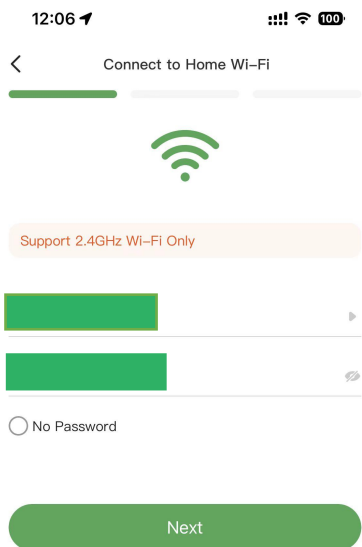 12:06
100
Connect to Home Wi-Fi
Support 2.4GHz Wi-Fi Only
No Password
Next